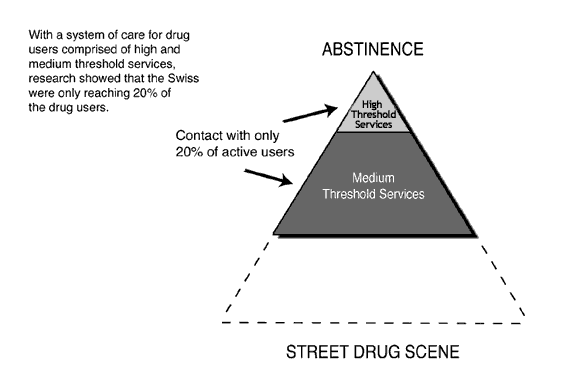 With a system of care for drug
users comprised of high and
medium threshold services,
research showed that the Swiss
were only reaching 20% of
the drug users.
ABSTINENCE
High
Threshold
Services
Contact with only
20% of active users
Medium
Threshold Services
STREET DRUG SCENE